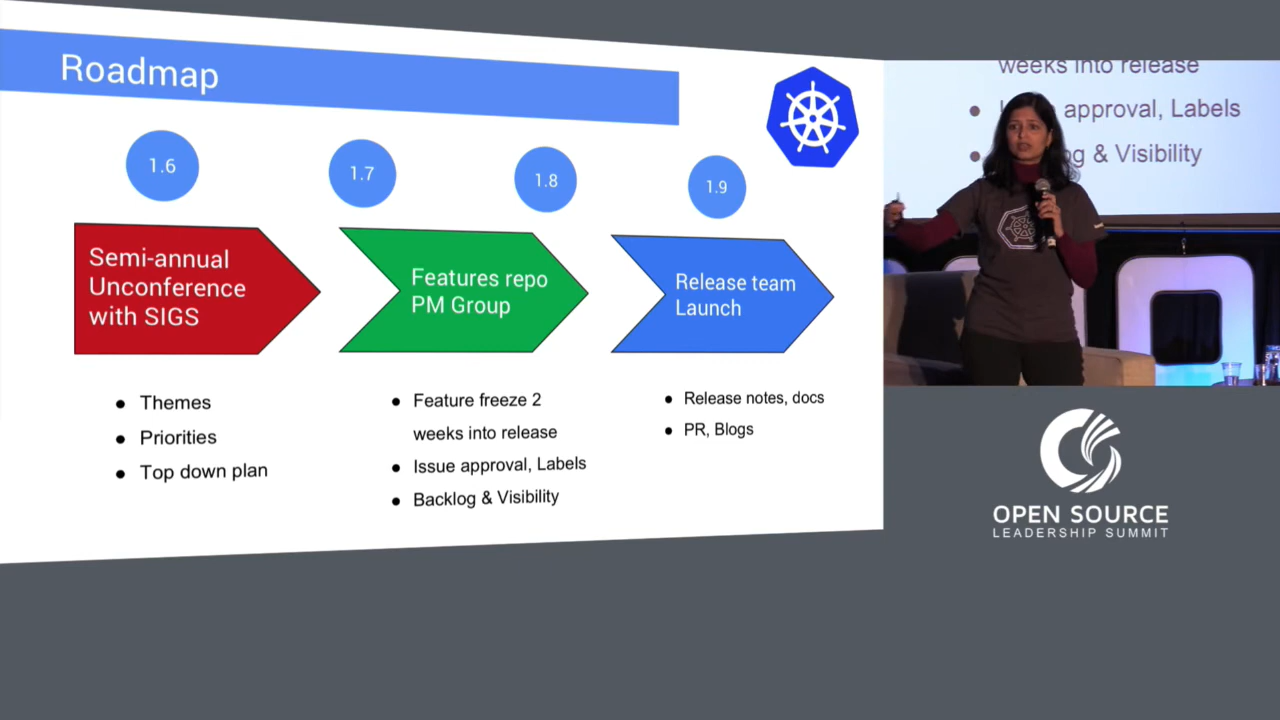 Roadmap
1.6
1.7
1.8
1.9
Semi-annual
Unconference
with SIGS
Features repo
PM Group
Release team
Launch
● Themes
● Priorities
● Top down plan
● Feature freeze 2
weeks into release
● Issue approval, Labels
● Backlog & Visibility
● Release notes, docs
● PR, Blogs
weeks into release
● approval, Labels
● & Visibility
OPEN SOURCE
LEADERSHIP SUMMIT